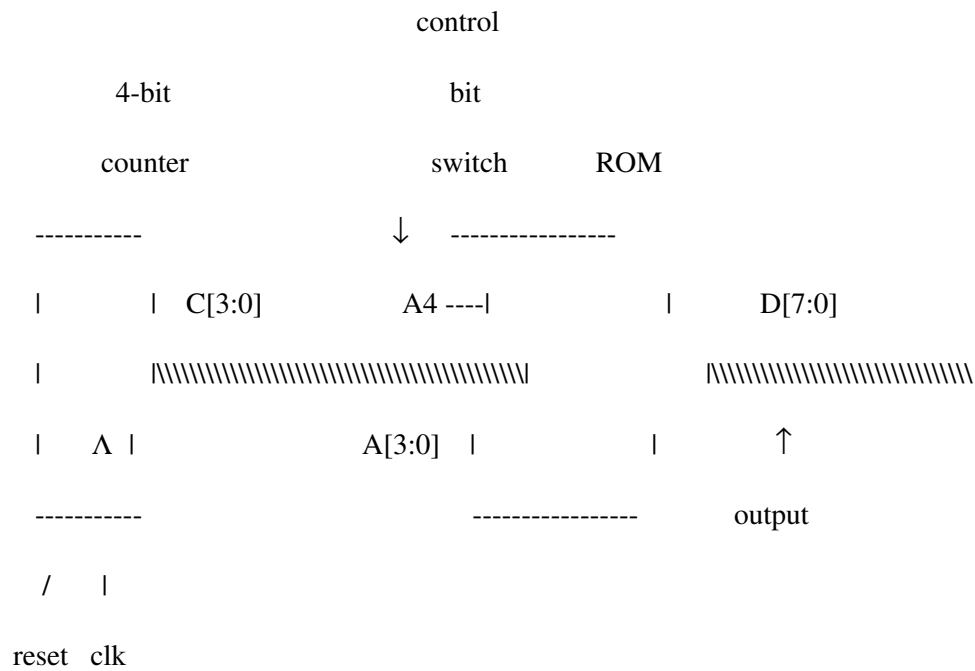 control
4-bit bit
counter switch ROM
----------- ↓ -----------------
| | C[3:0] A4 ----| | D[7:0]
| |\\\\\\\\\\\\\\\\\\\\\\\\\\\\\\\\\\\\\\\\\\\\\| |\\\\\\\\\\\\\\\\\\\\\\\\\\\\\\\\
| Λ | A[3:0] | | ↑
----------- ----------------- output
/ |
reset clk